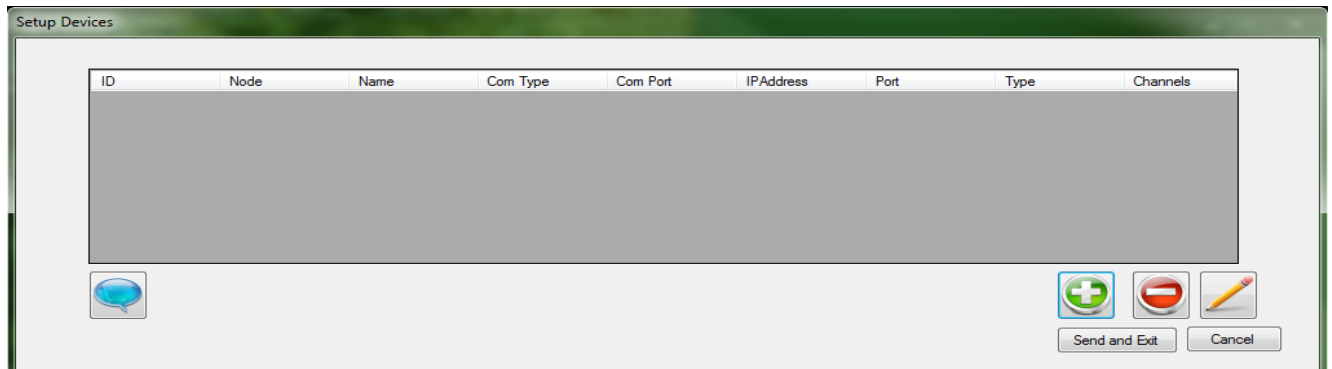 Setup Devices
ID Node Name Com Type Com Port IPAddress Port Type Channels
Send and Exit Cancel